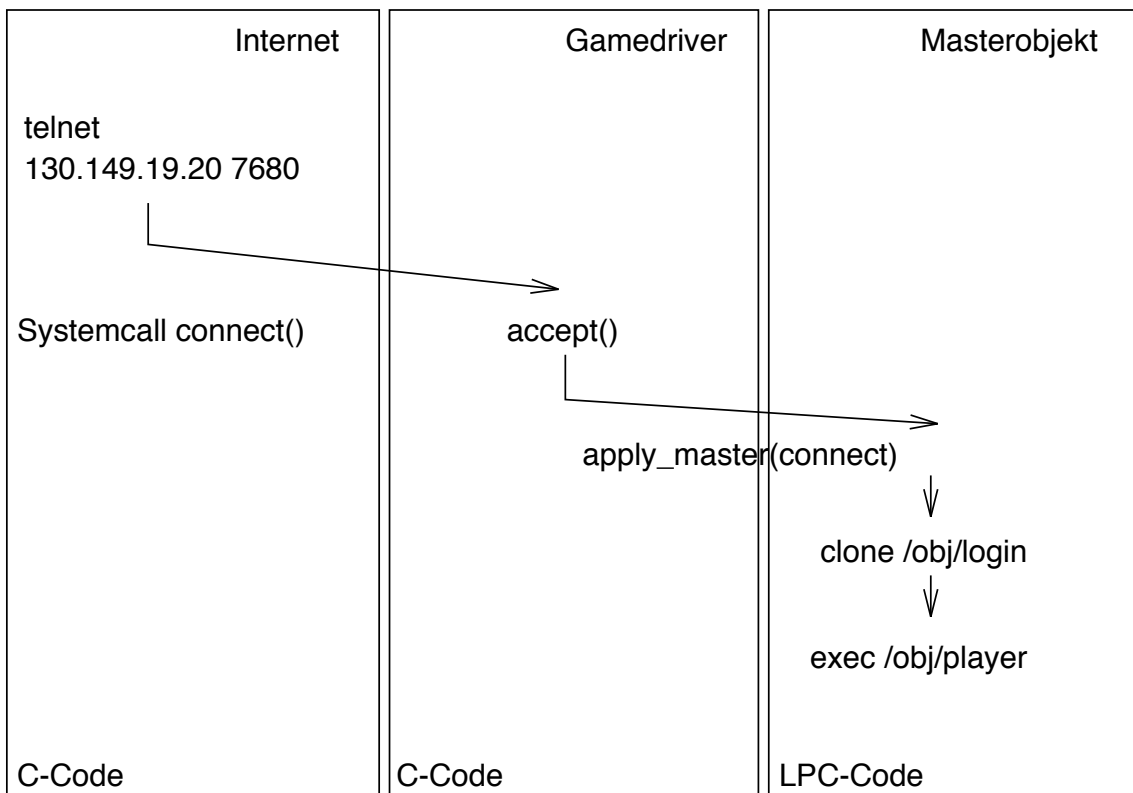 Internet
Gamedriver
Masterobjekt
telnet
130.149.19.20 7680
Systemcall connect()
accept()
apply_master(connect)
clone /obj/login
exec /obj/player
C-Code
C-Code
LPC-Code